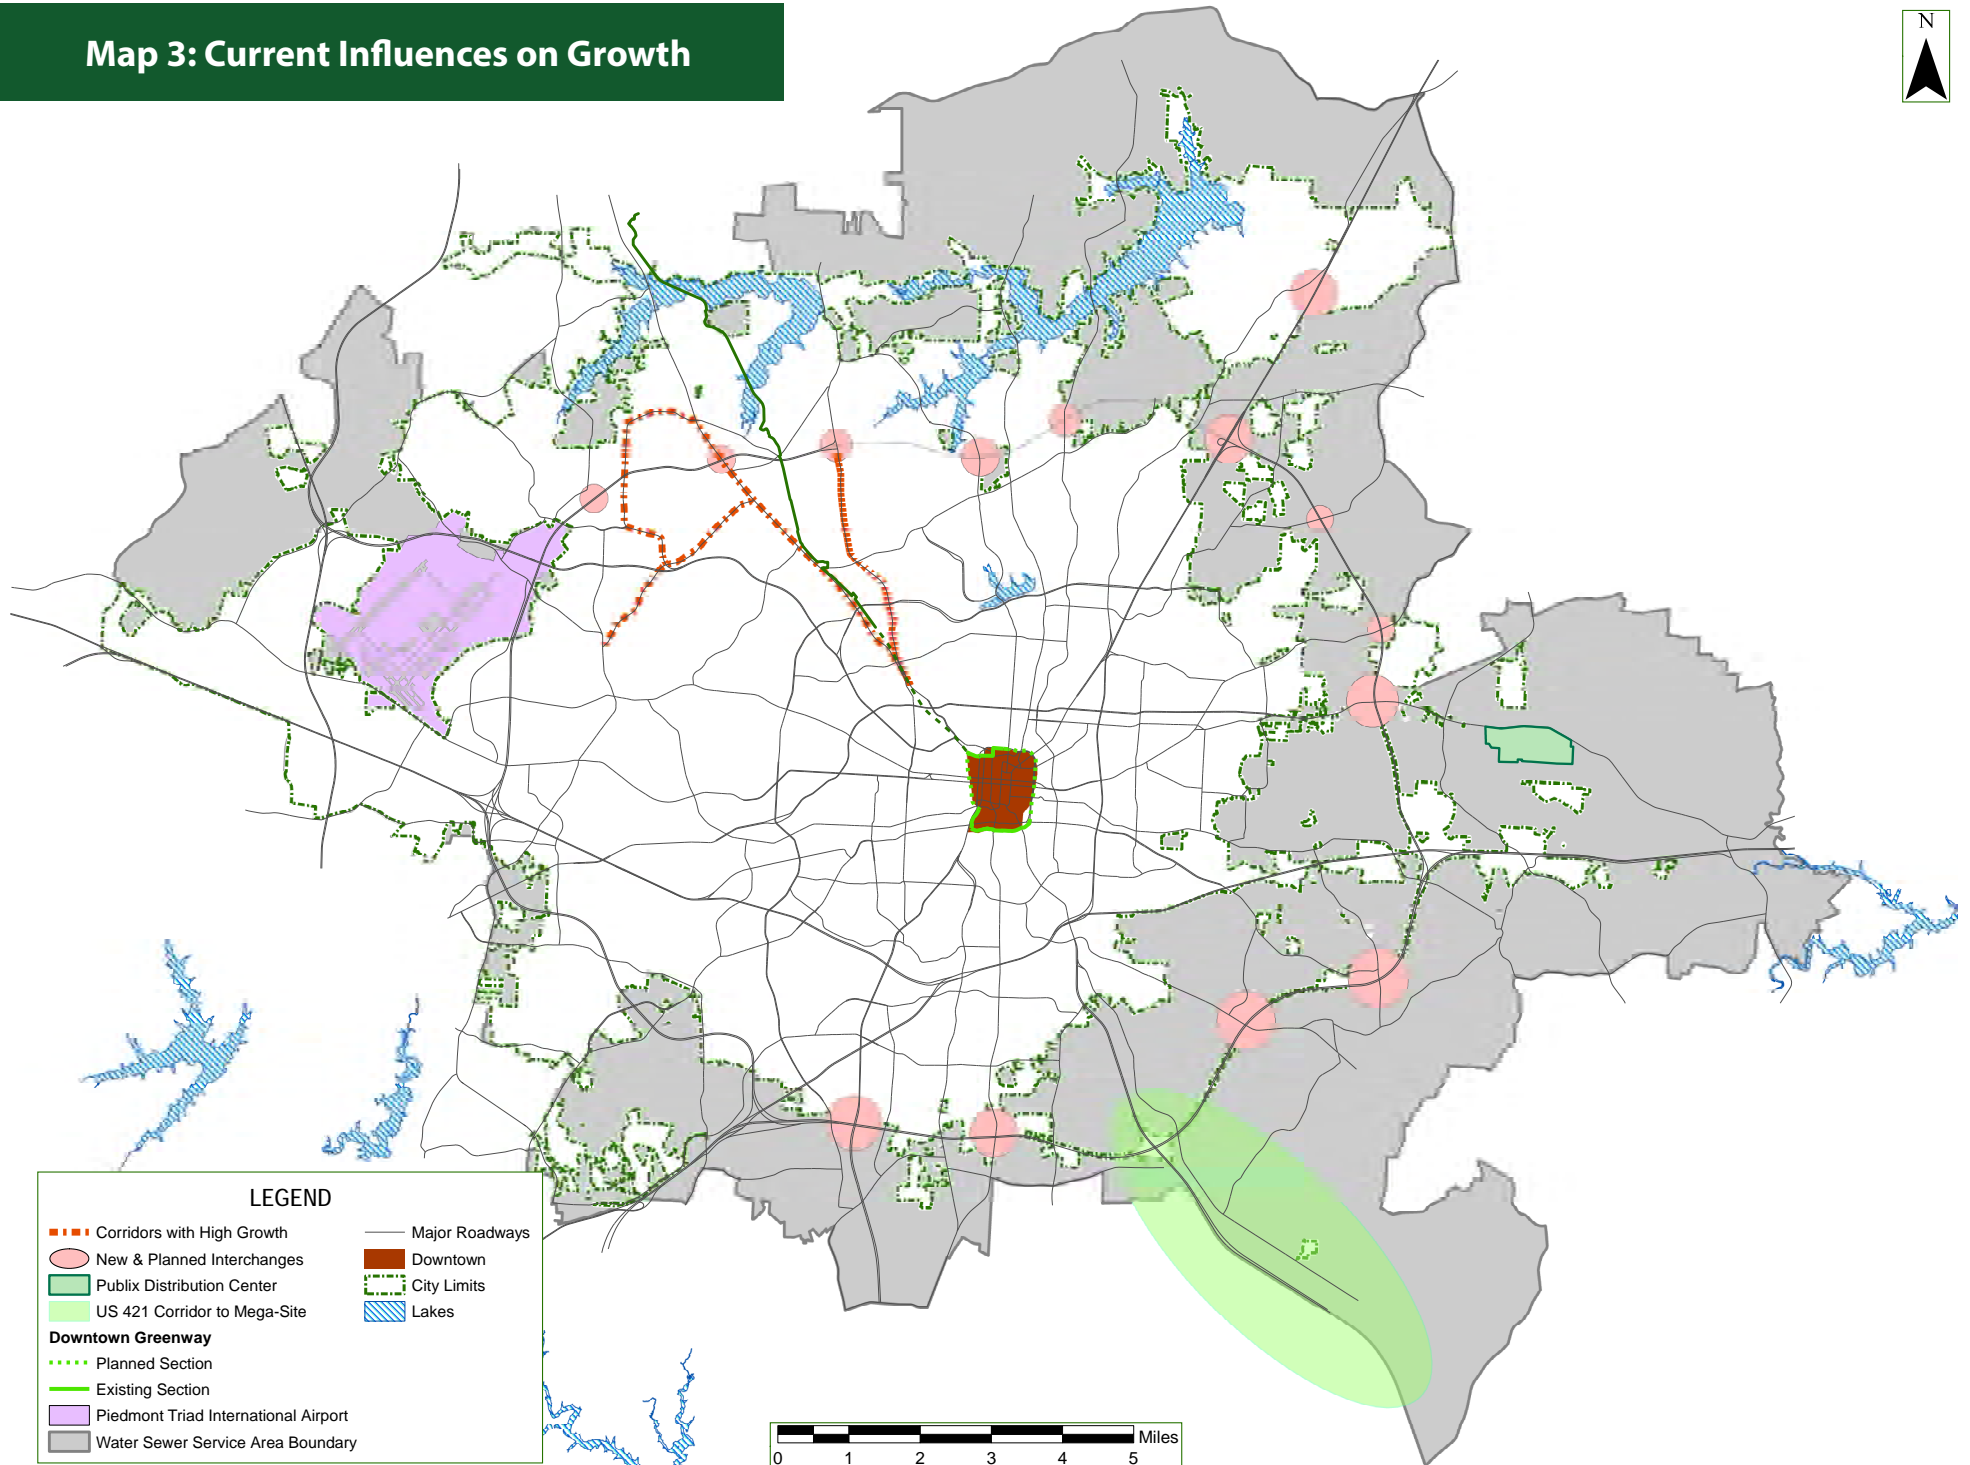 Map 3: Current Influences on Growth
N
LEGEND
Corridors with High Growth
New & Planned Interchanges
Publix Distribution Center
US 421 Corridor to Mega-Site
Downtown Greenway
Planned Section
Existing Section
Piedmont Triad International Airport
Water Sewer Service Area Boundary
Major Roadways
Downtown
City Limits
Lakes
Miles
0 1 2 3 4 5